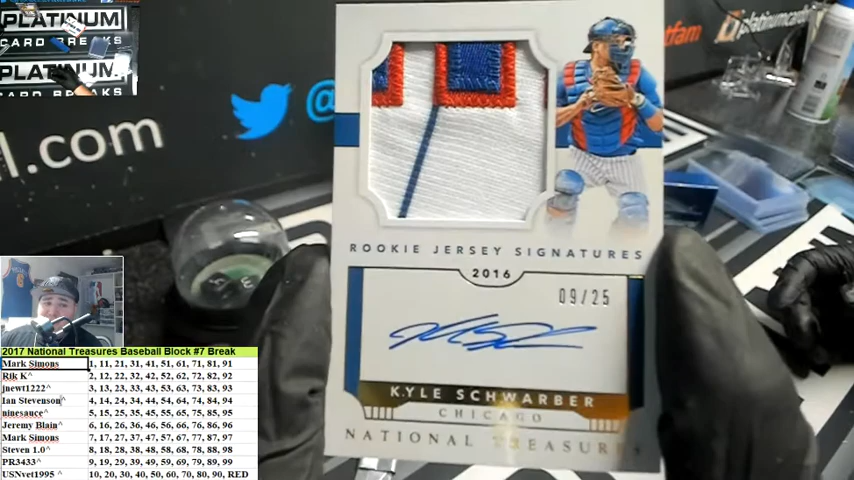 PLATINUM
CARD BREAKS
PLATINUM
CARD BREAKS
.com
@
tfam
platinumcard
ROOKIE JERSEY SIGNATURES
2016
09/25
KYLE SCHWARBER
CHICAGO
NATIONAL TREASURES
2017 National Treasures Baseball Block #7 Break
Mark Simons 1, 11, 21, 31, 41, 51, 61, 71, 81, 91
Rik K^ 2, 12, 22, 32, 42, 52, 62, 72, 82, 92
jnewt1222^ 3, 13, 23, 33, 43, 53, 63, 73, 83, 93
Ian Stevenson^ 4, 14, 24, 34, 44, 54, 64, 74, 84, 94
ninesauce^ 5, 15, 25, 35, 45, 55, 65, 75, 85, 95
Jeremy Blain^ 6, 16, 26, 36, 46, 56, 66, 76, 86, 96
Mark Simons 7, 17, 27, 37, 47, 57, 67, 77, 87, 97
Steven 1.0^ 8, 18, 28, 38, 48, 58, 68, 78, 88, 98
PR3433^ 9, 19, 29, 39, 49, 59, 69, 79, 89, 99
USNvet1995 ^ 10, 20, 30, 40, 50, 60, 70, 80, 90, RED